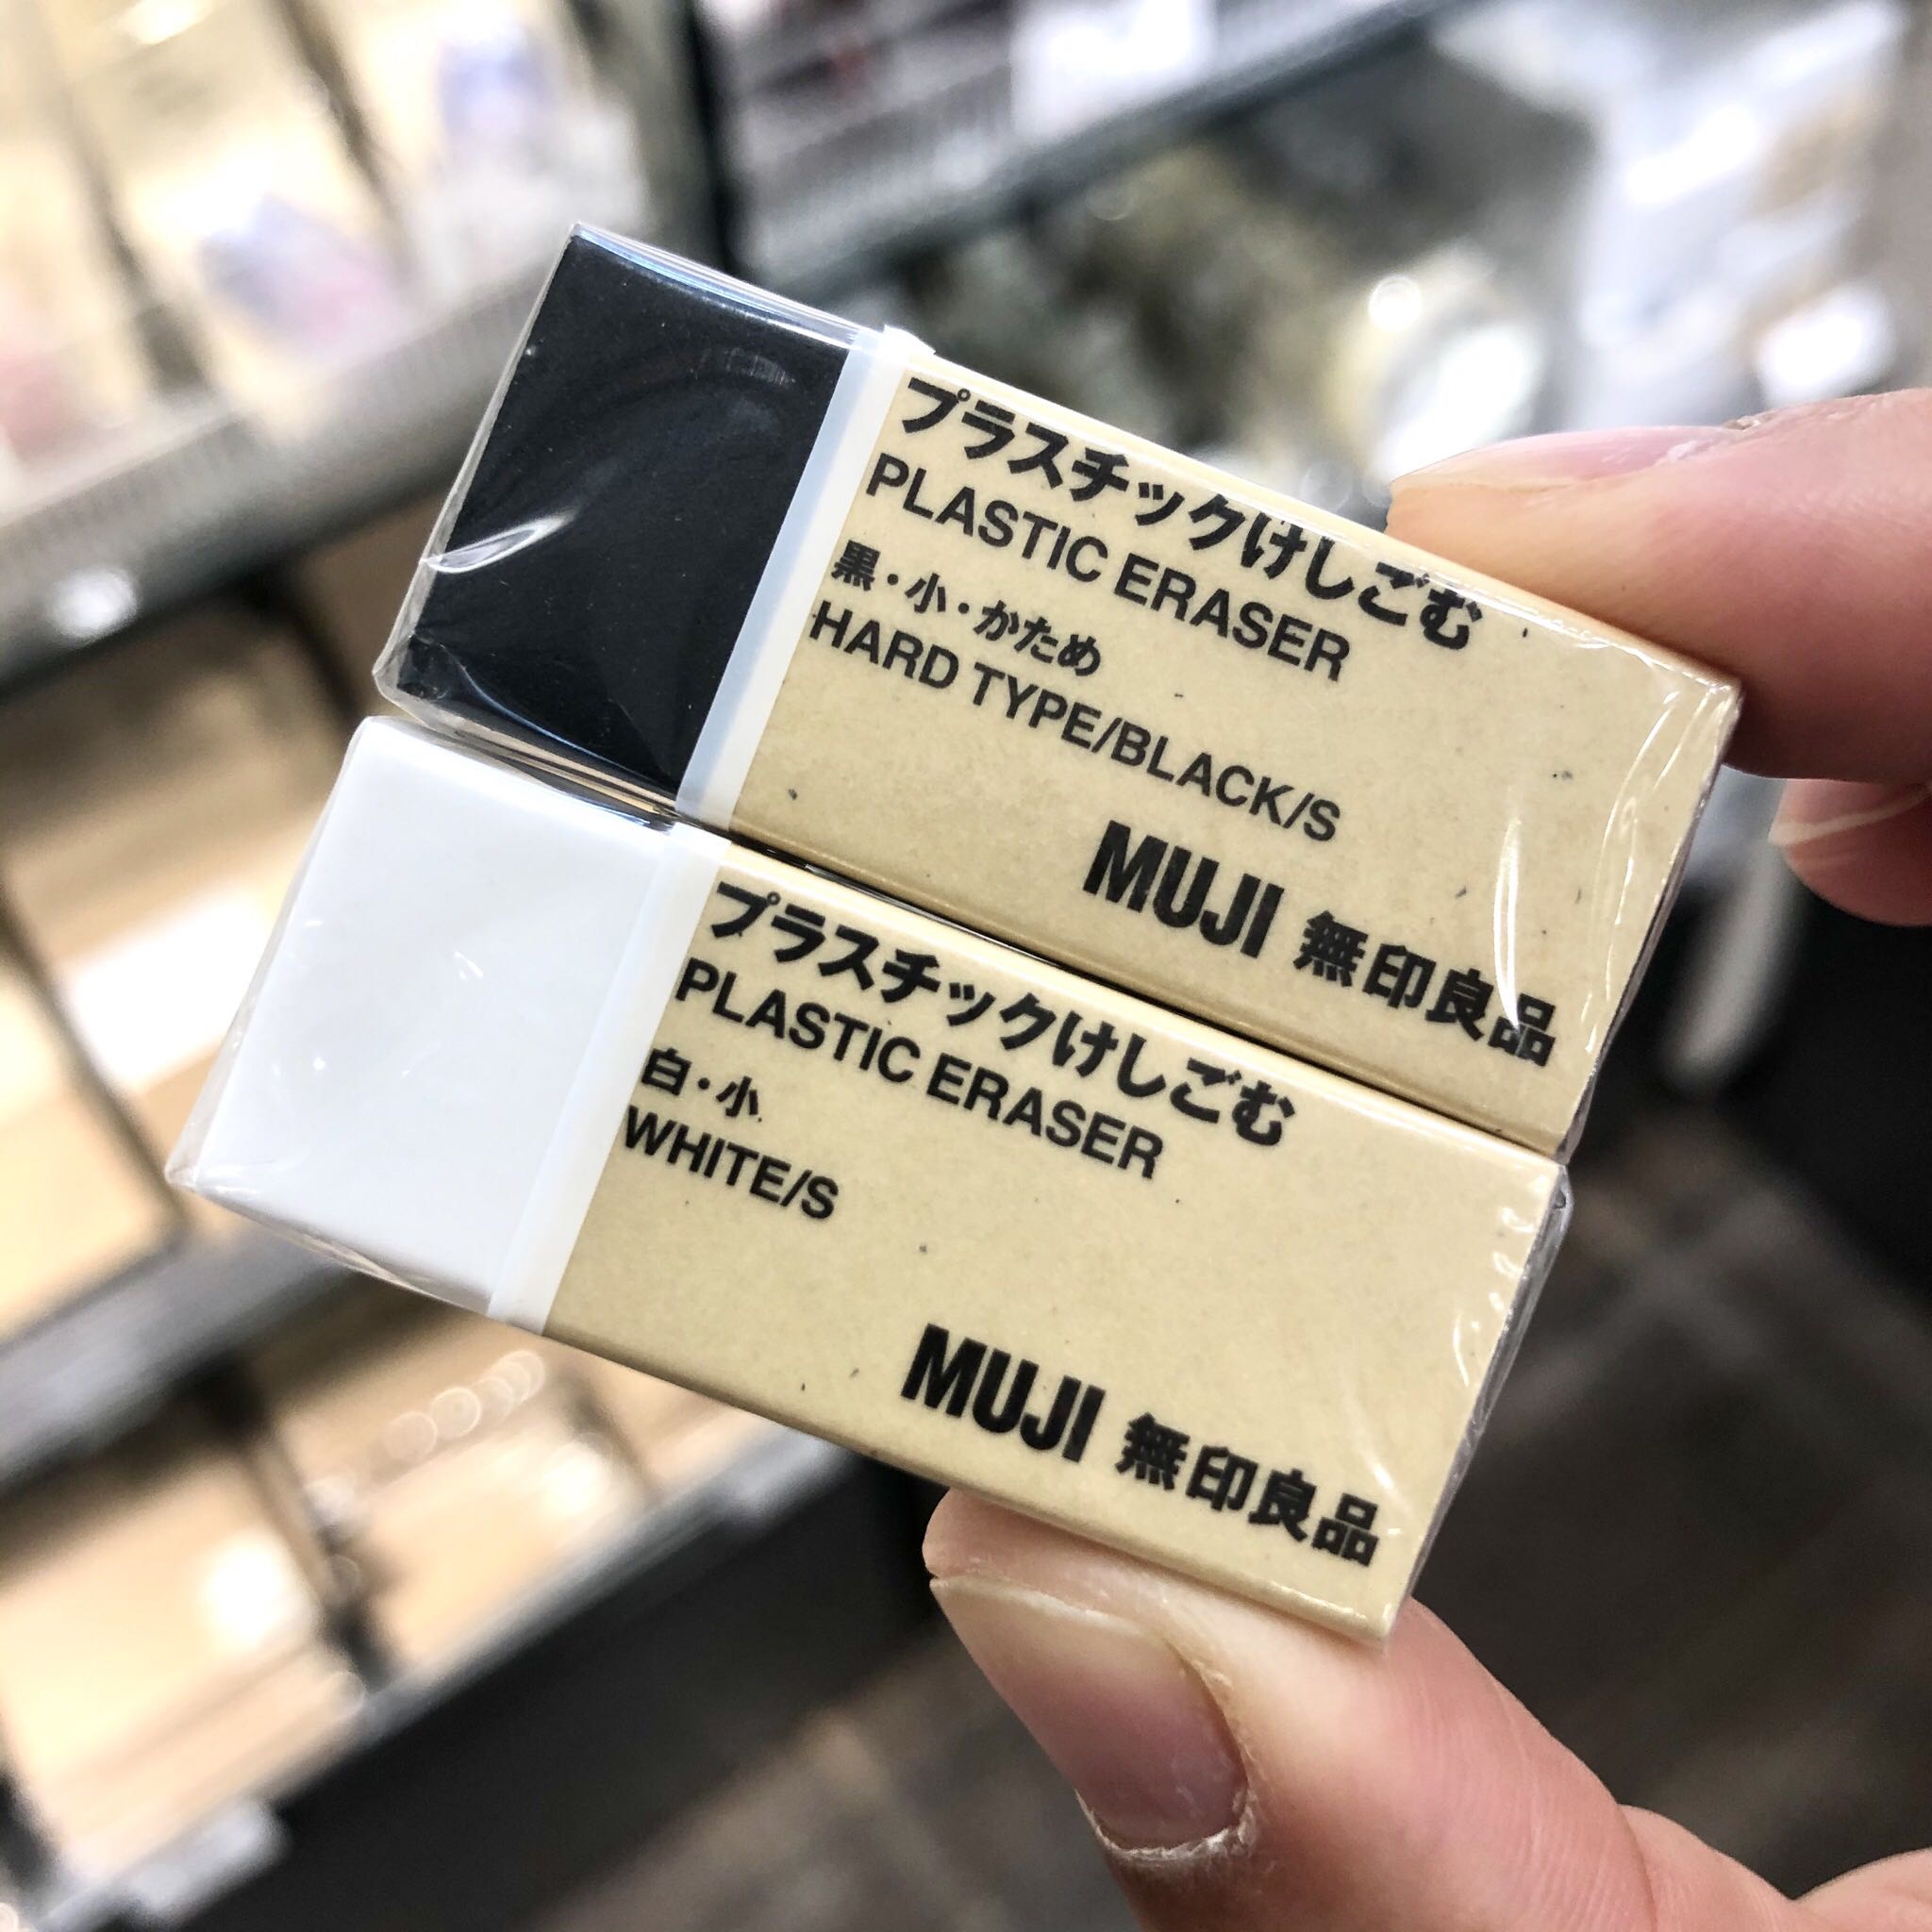 プラスチックけしごむ
PLASTIC ERASER
黒・小・かため
HARD TYPE/BLACK/S
MUJI 無印良品
プラスチックけしごむ
PLASTIC ERASER
白・小
WHITE/S
MUJI 無印良品